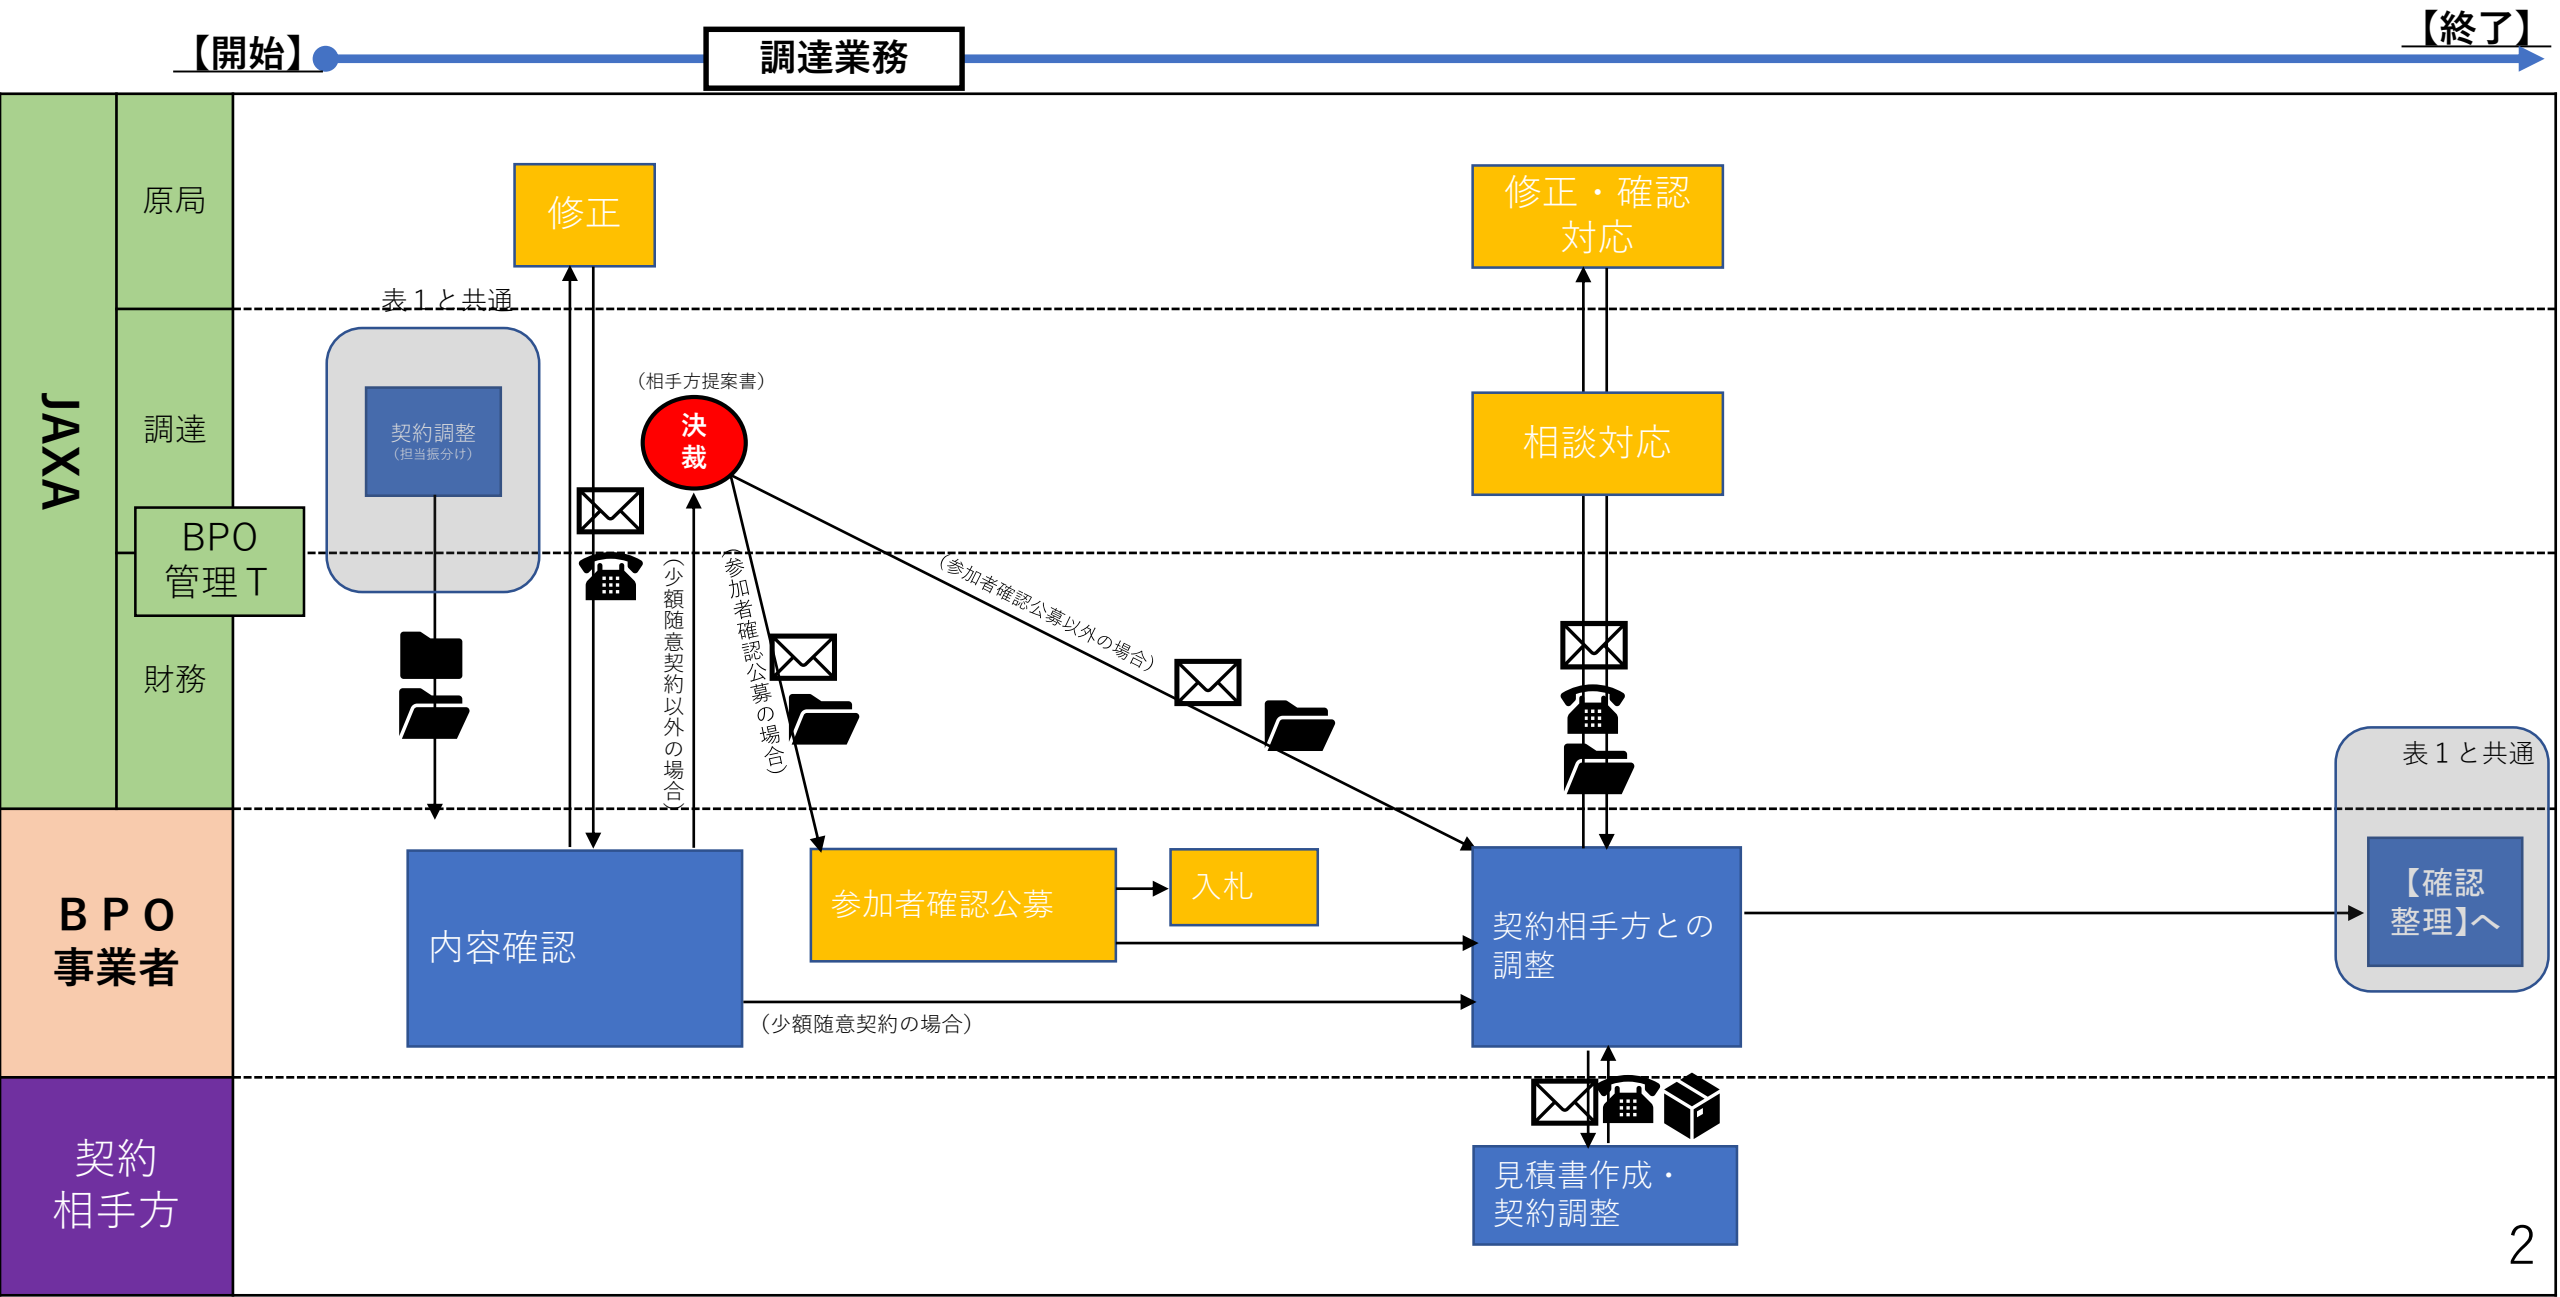 【開始】
調達業務
【終了】
JAXA
原局
調達
BPO
管理T
財務
BPO
事業者
契約
相手方
修正
表1と共通
契約調整
(担当振分け)
(相手方提案書)
決
裁
(少額随意契約以外の場合)
(参加者確認公募の場合)
(参加者確認公募以外の場合)
修正・確認
対応
相談対応
内容確認
参加者確認公募
入札
(少額随意契約の場合)
契約相手方との
調整
表1と共通
【確認
整理】へ
見積書作成・
契約調整
2